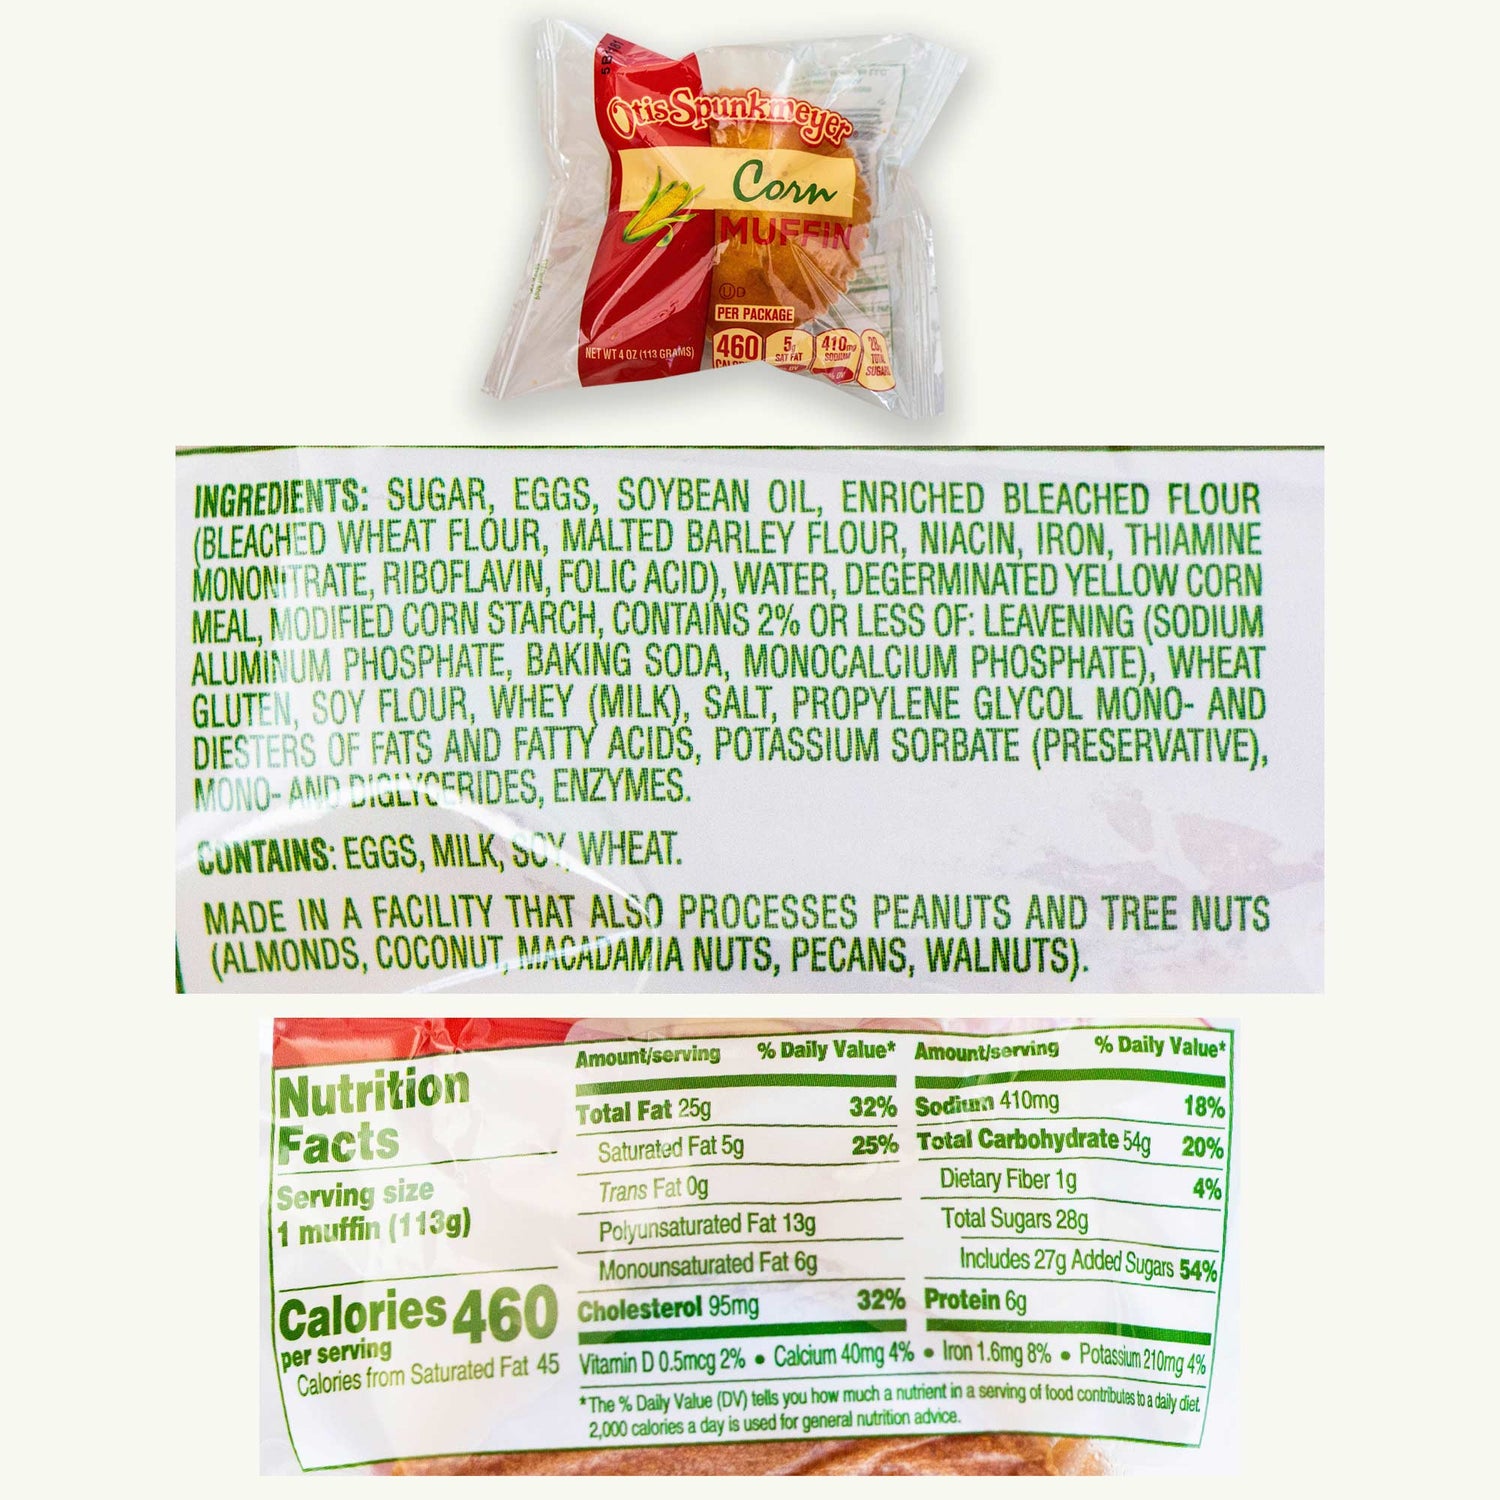 Otis Spunkmeyer
Corn
MUFFIN
UD
PER PACKAGE
460 5g 410mg 28g
SAT FAT SODIUM TOTAL
DV DV
NET WT 4 OZ (113 GRAMS)
INGREDIENTS: SUGAR, EGGS, SOYBEAN OIL, ENRICHED BLEACHED FLOUR
(BLEACHED WHEAT FLOUR, MALTED BARLEY FLOUR, NIACIN, IRON, THIAMINE
MONONITRATE, RIBOFLAVIN, FOLIC ACID), WATER, DEGERMINATED YELLOW CORN
MEAL, MODIFIED CORN STARCH, CONTAINS 2% OR LESS OF: LEAVENING (SODIUM
ALUMINUM PHOSPHATE, BAKING SODA, MONOCALCIUM PHOSPHATE), WHEAT
GLUTEN, SOY FLOUR, WHEY (MILK), SALT, PROPYLENE GLYCOL MONO- AND
DIESTERS OF FATS AND FATTY ACIDS, POTASSIUM SORBATE (PRESERVATIVE),
MONO- AND DIGLYCERIDES, ENZYMES.
CONTAINS: EGGS, MILK, SOY, WHEAT.
MADE IN A FACILITY THAT ALSO PROCESSES PEANUTS AND TREE NUTS
(ALMONDS, COCONUT, MACADAMIA NUTS, PECANS, WALNUTS).
Nutrition
Facts
Serving size
1 muffin (113g)
Calories 460
per serving
Calories from Saturated Fat 45
Amount/serving % Daily Value*
Total Fat 25g 32%
Saturated Fat 5g 25%
Trans Fat 0g
Polyunsaturated Fat 13g
Monounsaturated Fat 6g
Cholesterol 95mg 32%
Amount/serving % Daily Value*
Sodium 410mg 18%
Total Carbohydrate 54g 20%
Dietary Fiber 1g 4%
Total Sugars 28g
Includes 27g Added Sugars 54%
Protein 6g
Vitamin D 0.5mcg 2% • Calcium 40mg 4% • Iron 1.6mg 8% • Potassium 210mg 4%
*The % Daily Value (DV) tells you how much a nutrient in a serving of food contributes to a daily diet.
2,000 calories a day is used for general nutrition advice.